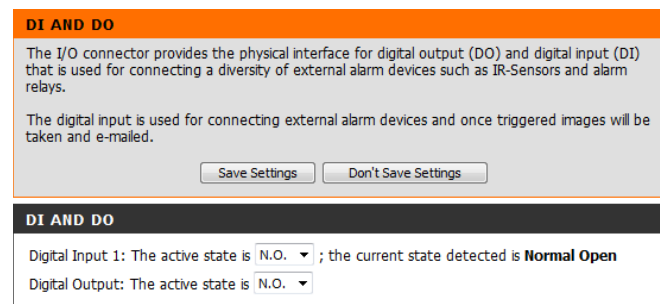 DI AND DO
The I/O connector provides the physical interface for digital output (DO) and digital input (DI)
that is used for connecting a diversity of external alarm devices such as IR-Sensors and alarm
relays.
The digital input is used for connecting external alarm devices and once triggered images will be
taken and e-mailed.
Save Settings Don't Save Settings
DI AND DO
Digital Input 1: The active state is N.O. ; the current state detected is Normal Open
Digital Output: The active state is N.O.